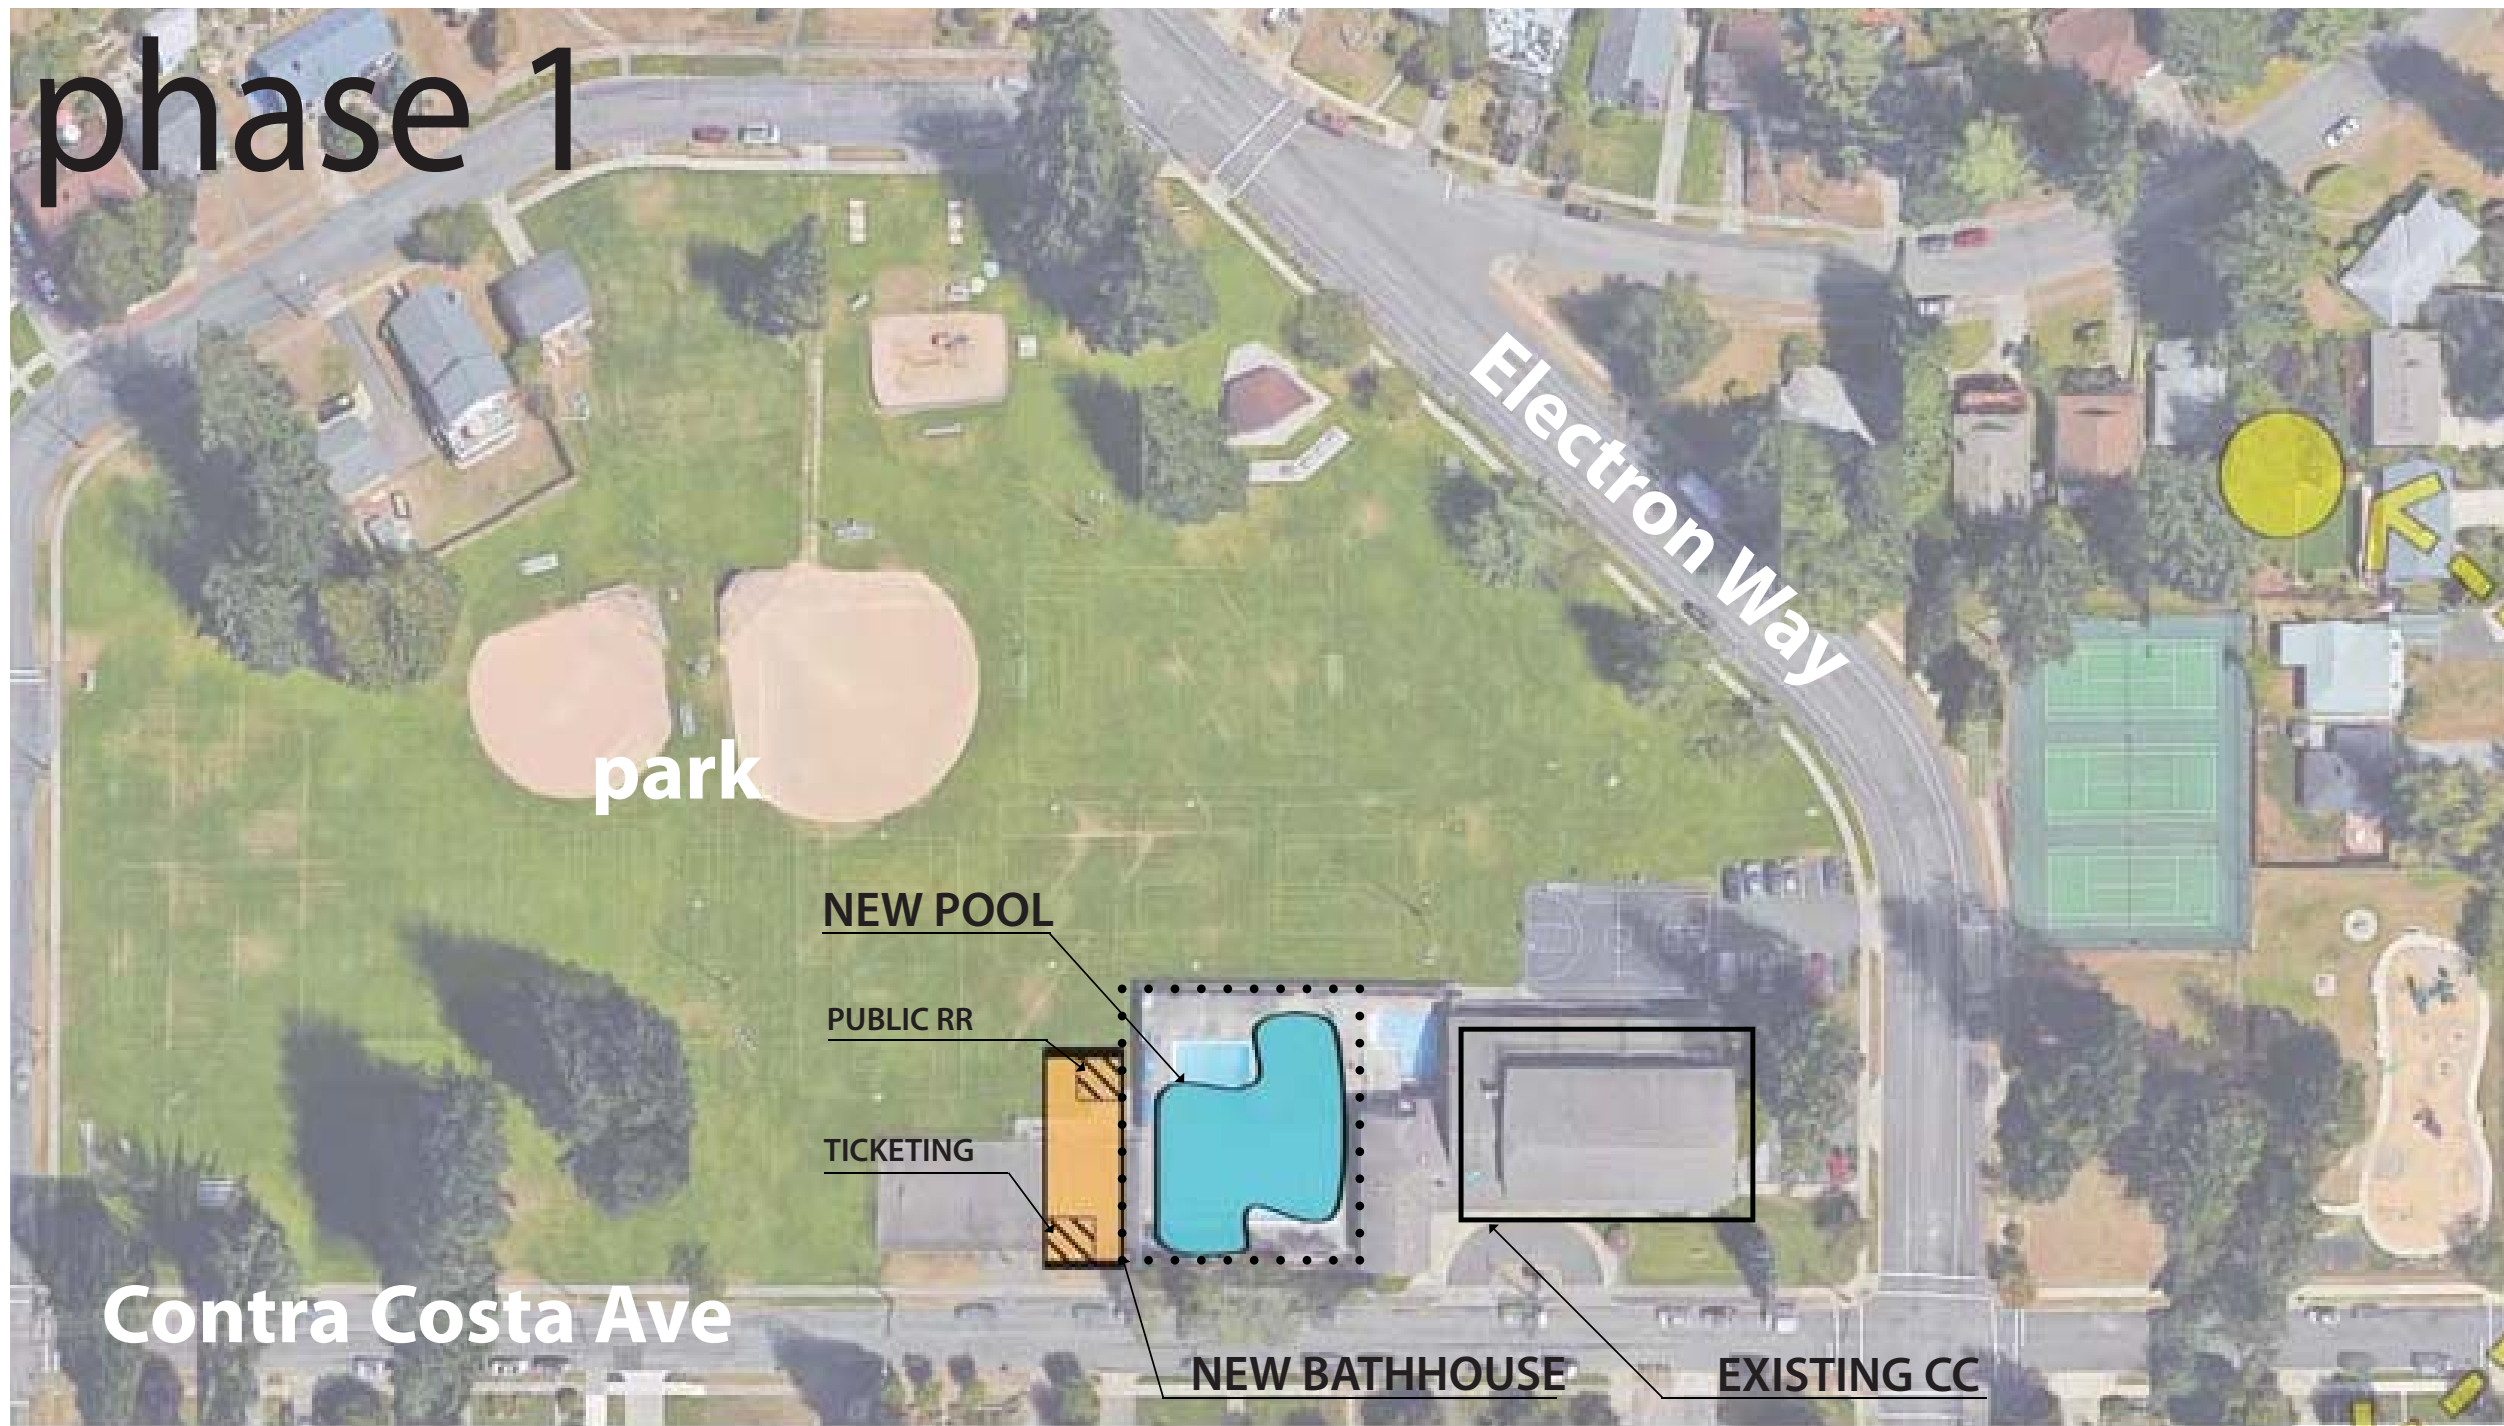 phase 1
Electron Way
park
NEW POOL
PUBLIC RR
TICKETING
Contra Costa Ave
NEW BATHHOUSE
EXISTING CC